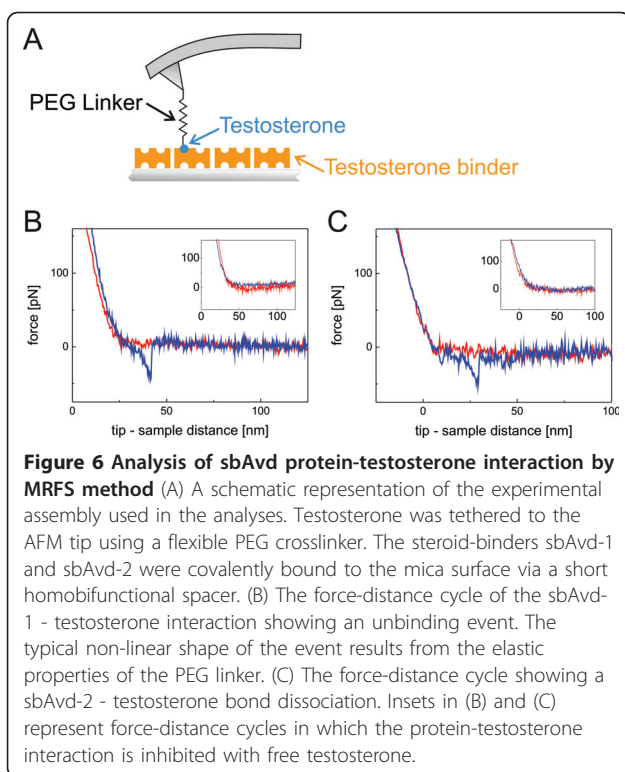 A
PEG Linker
Testosterone
Testosterone binder
B
C
100
0
0
50
100
force [pN]
tip - sample distance [nm]
100
0
0
50
100
100
0
0
50
100
force [pN]
tip - sample distance [nm]
100
0
0
50
100
Figure 6 Analysis of sbAvd protein-testosterone interaction by
MRFS method (A) A schematic representation of the experimental
assembly used in the analyses. Testosterone was tethered to the
AFM tip using a flexible PEG crosslinker. The steroid-binders sbAvd-1
and sbAvd-2 were covalently bound to the mica surface via a short
homobifunctional spacer. (B) The force-distance cycle of the sbAvd-
1 - testosterone interaction showing an unbinding event. The
typical non-linear shape of the event results from the elastic
properties of the PEG linker. (C) The force-distance cycle showing a
sbAvd-2 - testosterone bond dissociation. Insets in (B) and (C)
represent force-distance cycles in which the protein-testosterone
interaction is inhibited with free testosterone.